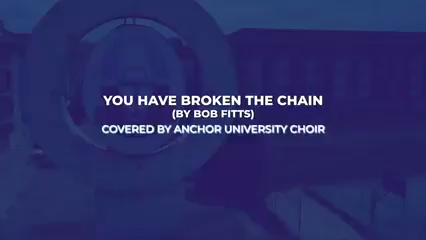 YOU HAVE BROKEN THE CHAIN
(BY BOB FITTS)
COVERED BY ANCHOR UNIVERSITY CHOIR